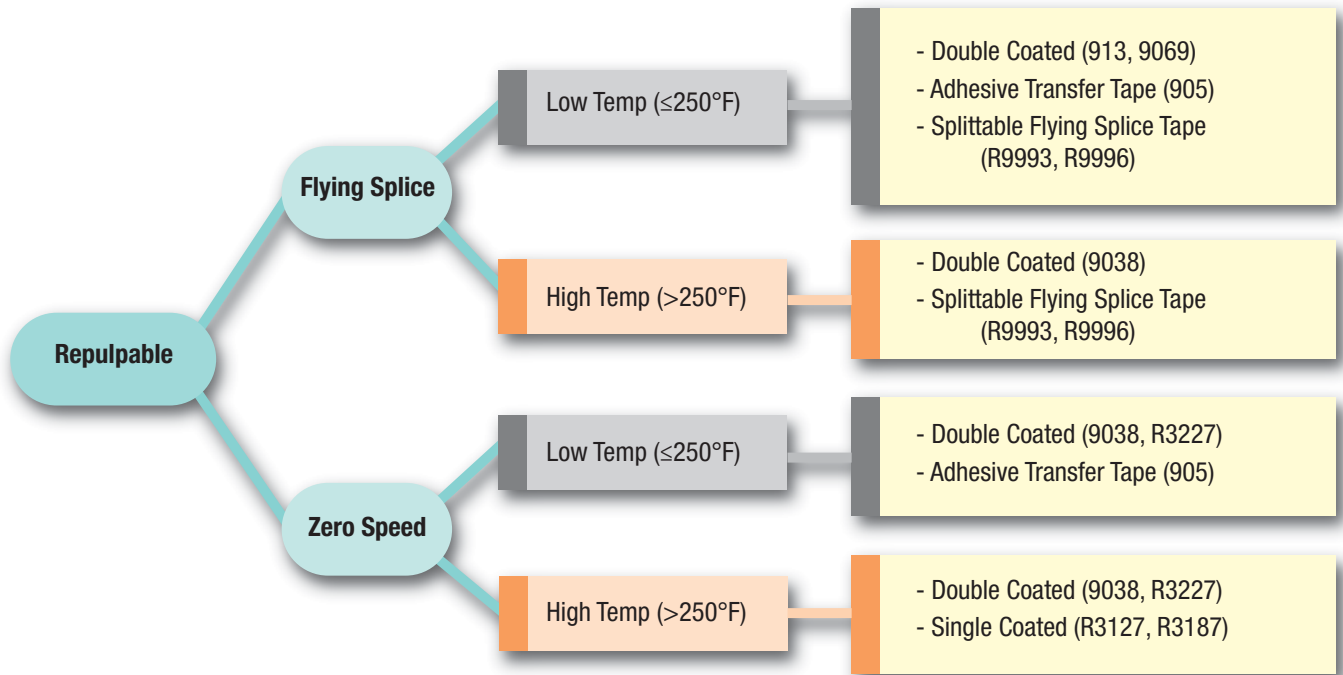 Repulpable
Flying Splice
Low Temp (≤250°F)
- Double Coated (913, 9069)
- Adhesive Transfer Tape (905)
- Splittable Flying Splice Tape
(R9993, R9996)
High Temp (>250°F)
- Double Coated (9038)
- Splittable Flying Splice Tape
(R9993, R9996)
Zero Speed
Low Temp (≤250°F)
- Double Coated (9038, R3227)
- Adhesive Transfer Tape (905)
High Temp (>250°F)
- Double Coated (9038, R3227)
- Single Coated (R3127, R3187)